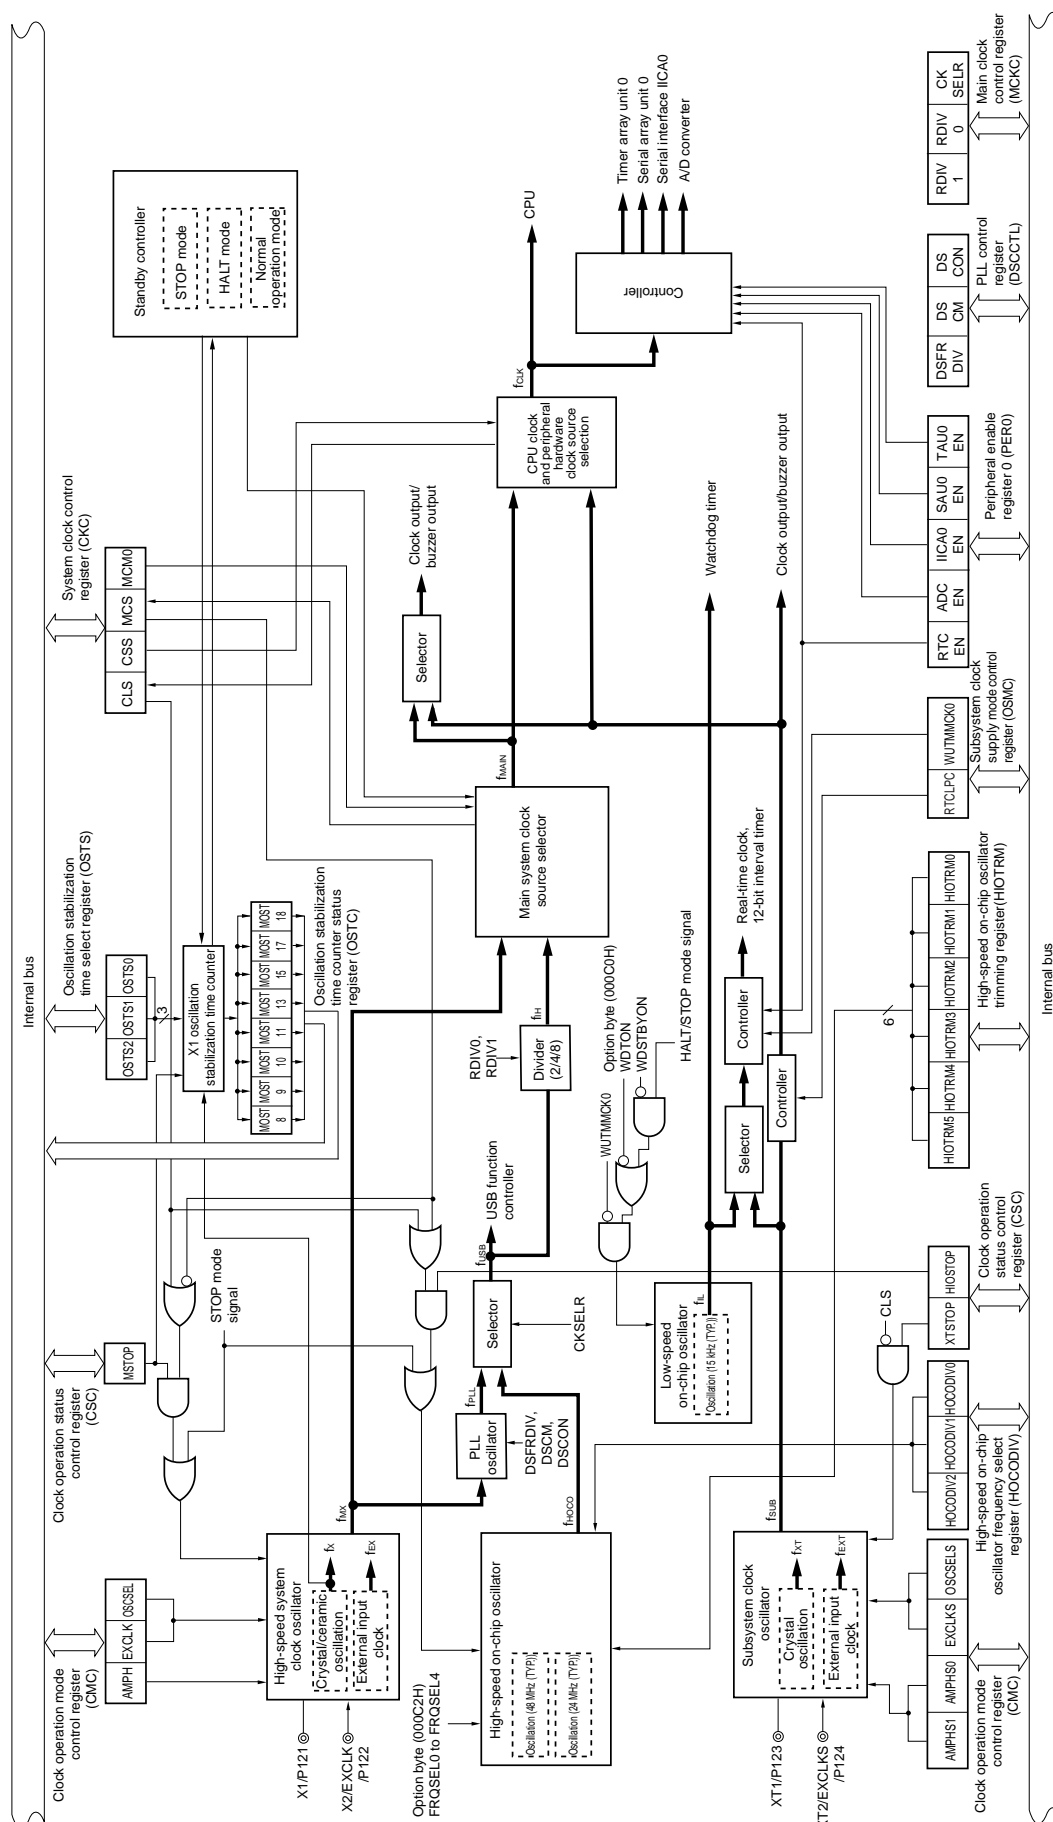 Internal bus
Clock operation mode
control register
(CMC)
AMPH
EXCLK
OSCSEL
Clock operation status
control register
(CSC)
MSTOP
STOP mode
signal
Oscillation stabilization
time select register (OSTS)
OSTS2
OSTS1
OSTS0
3
X1 oscillation
stabilization time counter
MOST
8
MOST
9
MOST
10
MOST
11
MOST
13
MOST
15
MOST
17
MOST
18
Oscillation stabilization
time counter status
register (OSTC)
System clock control
register (CKC)
CLS
CSS
MCS
MCM0
Standby controller
STOP mode
HALT mode
Normal
operation mode
High-speed system
clock oscillator
Crystal/ceramic
oscillation
External input
clock
fX
fEX
X1/P121
X2/EXCLK
/P122
fMX
PLL
oscillator
fPLL
DSFRDIV,
DSCM,
DSCON
Selector
CKSELR
fUSB
USB function
controller
RDIV0,
RDIV1
Divider
(2/4/8)
fIH
Main system clock
source selector
fMAIN
Selector
Clock output/
buzzer output
CPU clock
and peripheral
hardware
clock source
selection
fCLK
CPU
Controller
Timer array unit 0
Serial array unit 0
Serial interface IICA0
A/D converter
Option byte (000C2H)
FRQSEL0 to FRQSEL4
High-speed on-chip oscillator
Oscillation (48 MHz (TYP.))
Oscillation (24 MHz (TYP.))
fHOCO
Low-speed
on-chip oscillator
Oscillation (15 kHz (TYP.))
fIL
WUTMMCK0
Option byte (000C0H)
WDTON
WDSTBYON
HALT/STOP mode signal
Watchdog timer
Selector
Controller
Real-time clock,
12-bit interval timer
Controller
Clock output/buzzer output
Subsystem clock
oscillator
Crystal
oscillation
External input
clock
fXT
fEXT
XT1/P123
XT2/EXCLKS
/P124
fSUB
CLS
6
AMPHS1
AMPHS0
EXCLKS
OSCSELS
Clock operation mode
control register
(CMC)
HOCODIV2
HOCODIV1
HOCODIV0
High-speed on-chip
oscillator frequency select
register (HOCODIV)
XTSTOP
HIOSTOP
Clock operation
status control
register (CSC)
HIOTRM5
HIOTRM4
HIOTRM3
HIOTRM2
HIOTRM1
HIOTRM0
High-speed on-chip oscillator
trimming register(HIOTRM)
RTCLPC
WUTMMCK0
Subsystem clock
supply mode control
register (OSMC)
RTC
EN
ADC
EN
IICA0
EN
SAU0
EN
TAU0
EN
Peripheral enable
register 0 (PER0)
DSFR
DIV
DS
CM
DS
CON
PLL control
register
(DSCCTL)
RDIV
1
RDIV
0
CK
SELR
Main clock
control register
(MCKC)
Internal bus